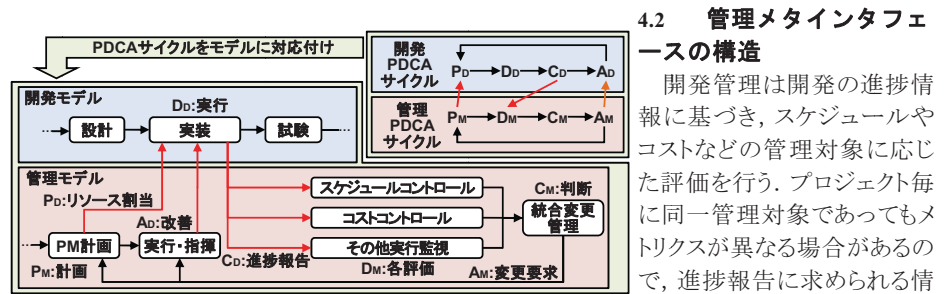 PDCAサイクルをモデルに対応付け
開発
PDCA
サイクル
PD DD CD AD
管理
PDCA
サイクル
PM DM CM AM
開発モデル
DD:実行
設計
実装
試験
管理モデル
PD:リソース割当
AD:改善
スケジュールコントロール
CM:判断
コストコントロール
統合変更
管理
PM計画
実行・指揮
その他実行監視
CD:進捗報告
PM:計画
DM:各評価
AM:変更要求
4.2 管理メタインタフェ
ースの構造
開発管理は開発の進捗情
報に基づき，スケジュールや
コストなどの管理対象に応じ
た評価を行う．プロジェクト毎
に同一管理対象であってもメ
トリクスが異なる場合があるの
で，進捗報告に求められる情